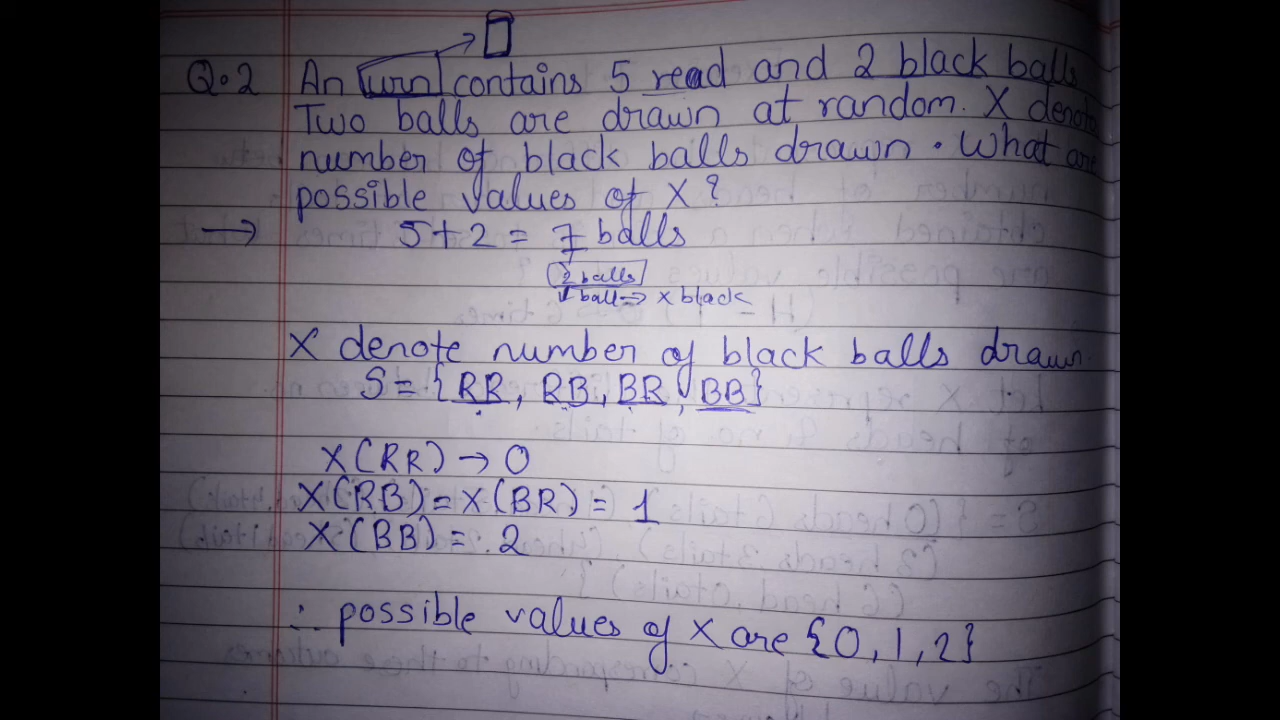 Q.2 An urn contains 5 read and 2 black balls.
Two balls are drawn at random. X denote
number of black balls drawn. What are
possible values of X?
→ 5+2 = 7 balls
2 balls
ball → x black
X denote number of black balls drawn
S = {RR, RB, BR, BB}
X(RR) → 0
X(RB) = X(BR) = 1
X(BB) = 2
∴ possible values of X are {0, 1, 2}